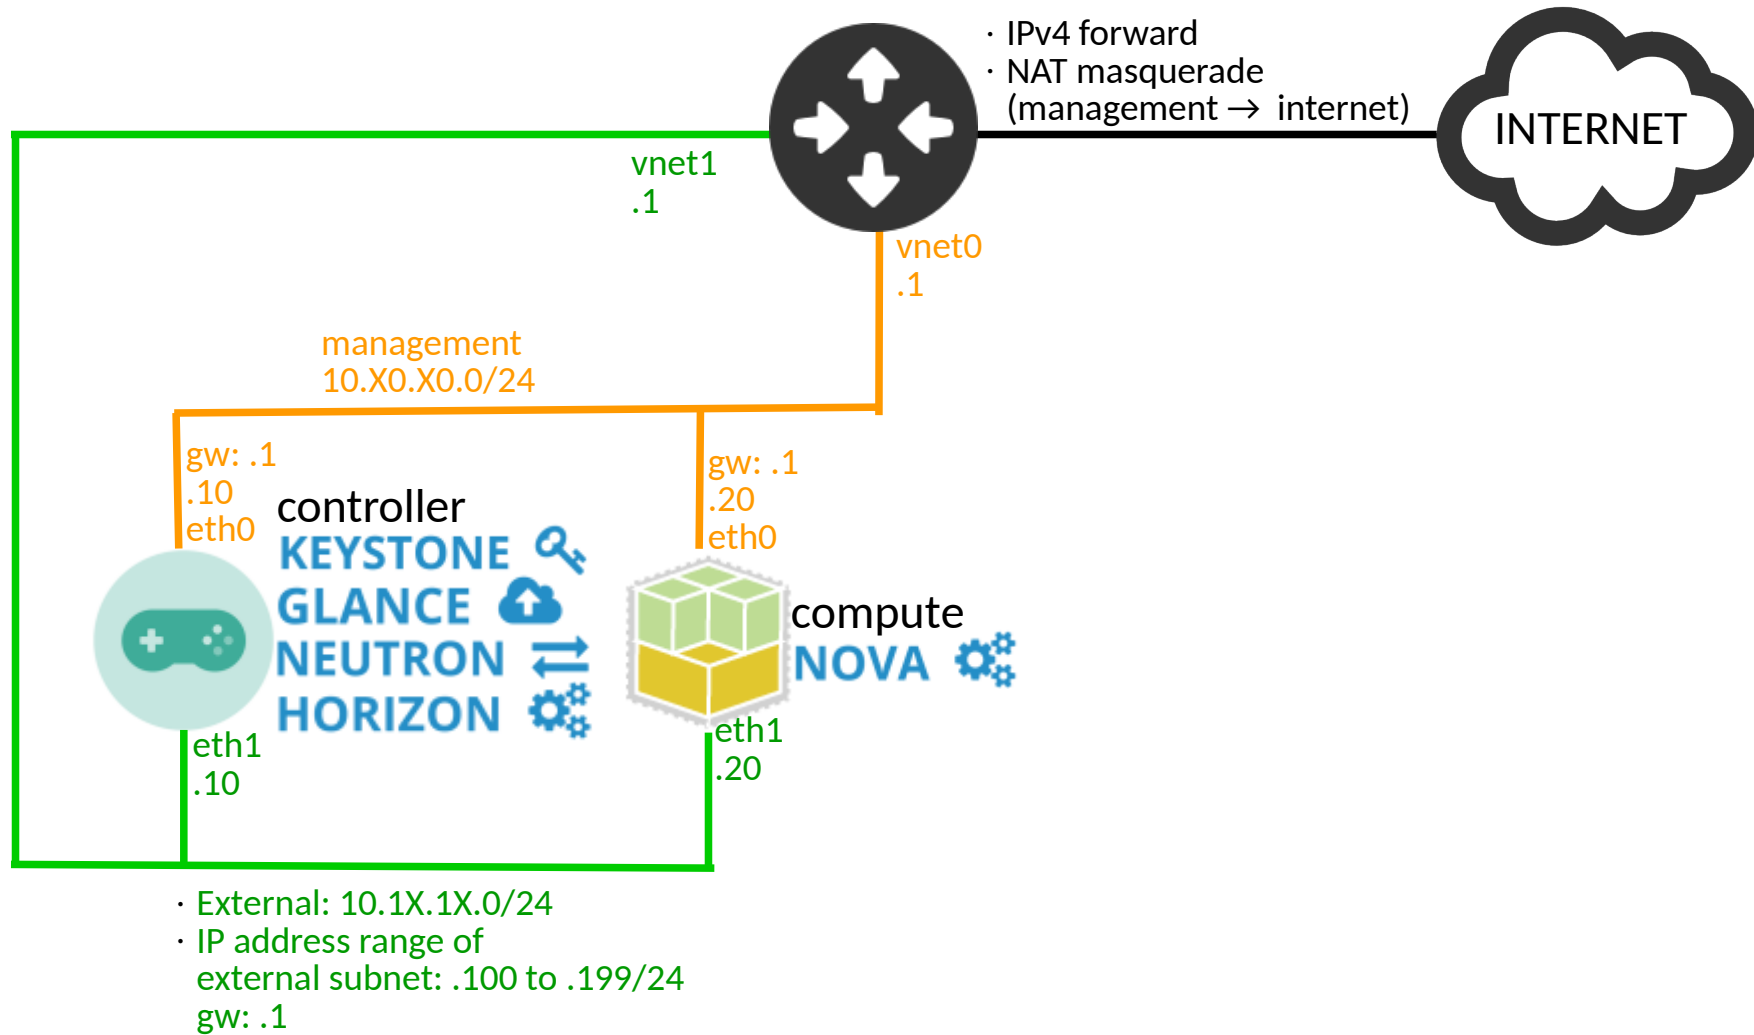 · IPv4 forward
· NAT masquerade
(management → internet)
INTERNET
vnet1
.1
vnet0
.1
management
10.X0.X0.0/24
gw: .1
.10
eth0
gw: .1
.20
eth0
controller
KEYSTONE
GLANCE
NEUTRON
HORIZON
compute
NOVA
eth1
.10
eth1
.20
· External: 10.1X.1X.0/24
· IP address range of
external subnet: .100 to .199/24
gw: .1